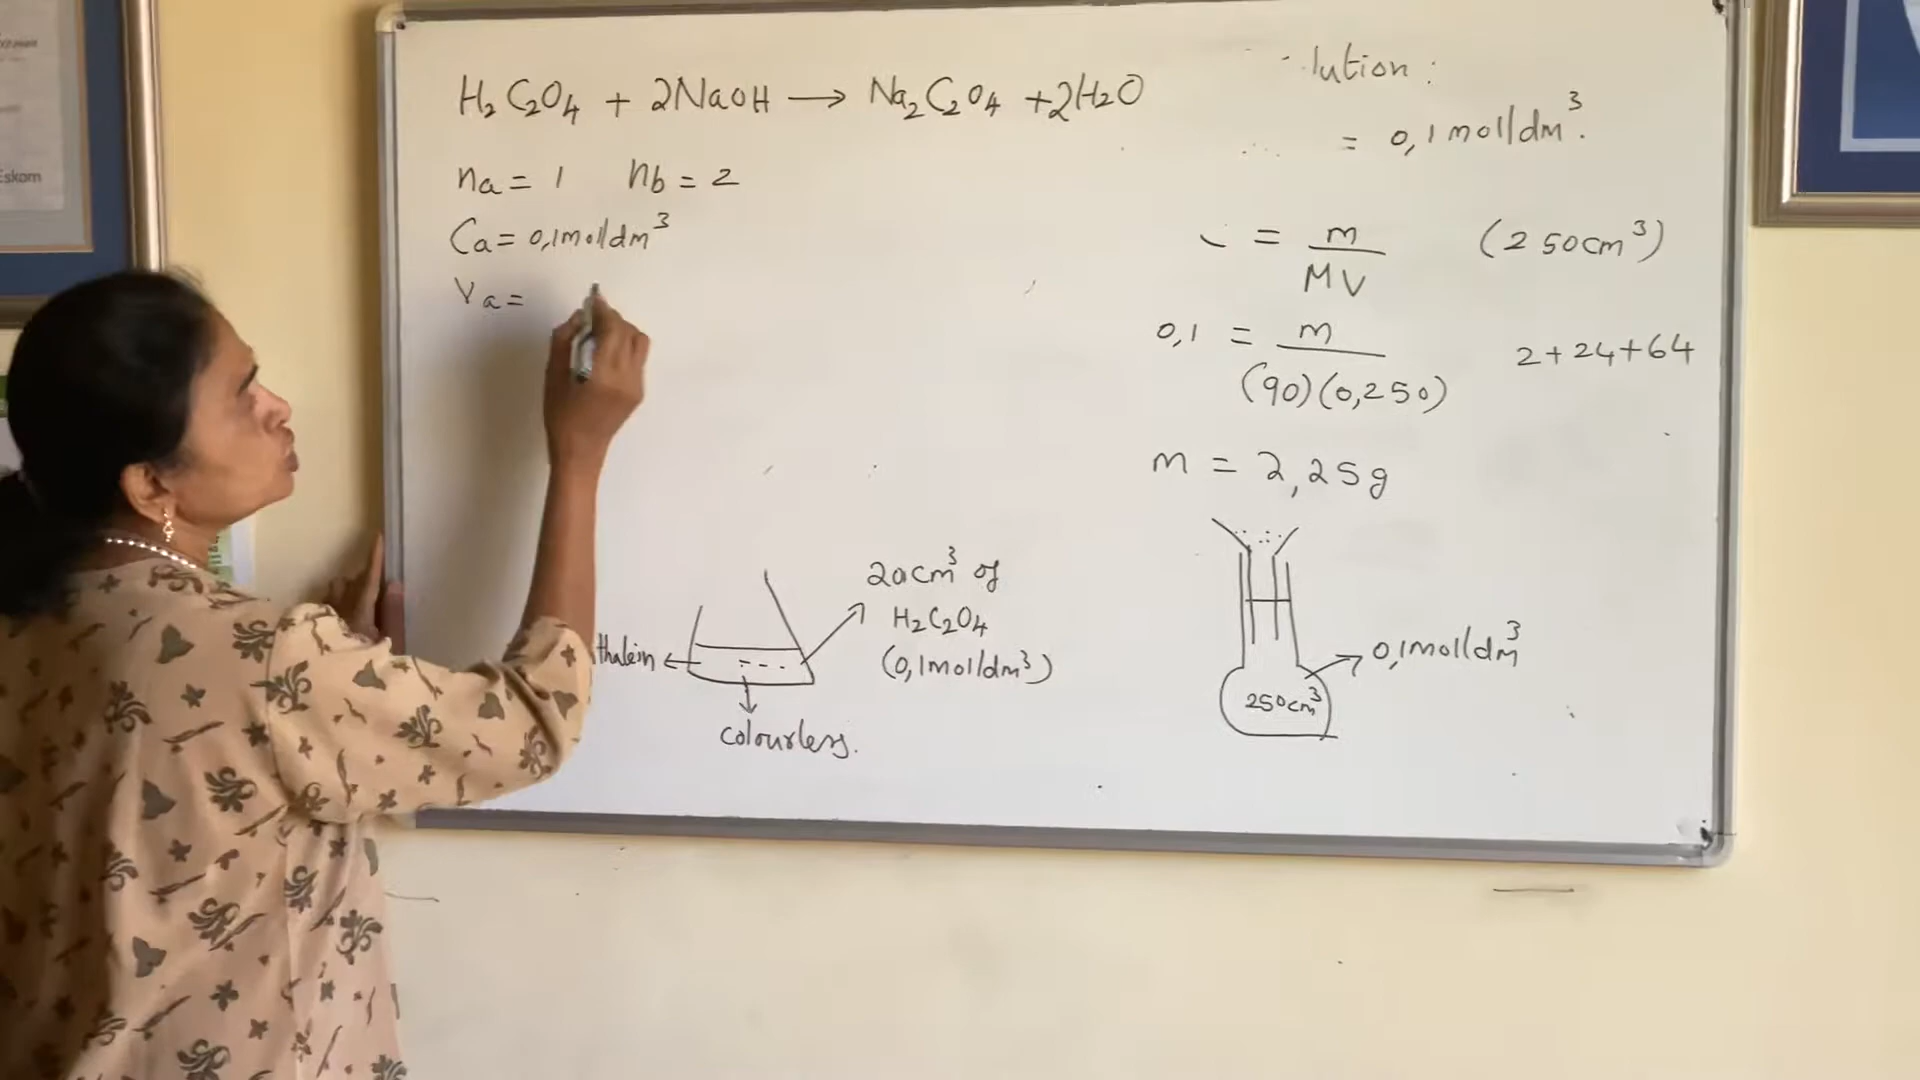 H₂C₂O₄ + 2NaOH → Na₂C₂O₄ + 2H₂O
na = 1 nb = 2
Ca = 0,1mol/dm³
Va =
lution :
= 0,1mol/dm³.
= m/MV (250cm³)
0,1 = m/(90)(0,250) 2+24+64
m = 2,25g
20cm³ of
H₂C₂O₄
(0,1mol/dm³)
thalein
colourless.
0,1mol/dm³
250cm³
Eskom